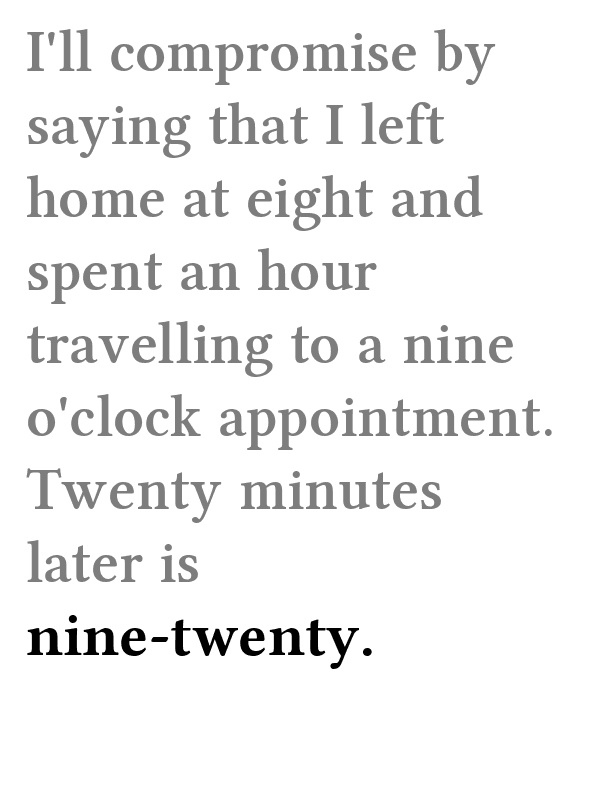 I'll compromise by
saying that I left
home at eight and
spent an hour
travelling to a nine
o'clock appointment.
Twenty minutes
later is
nine-twenty.